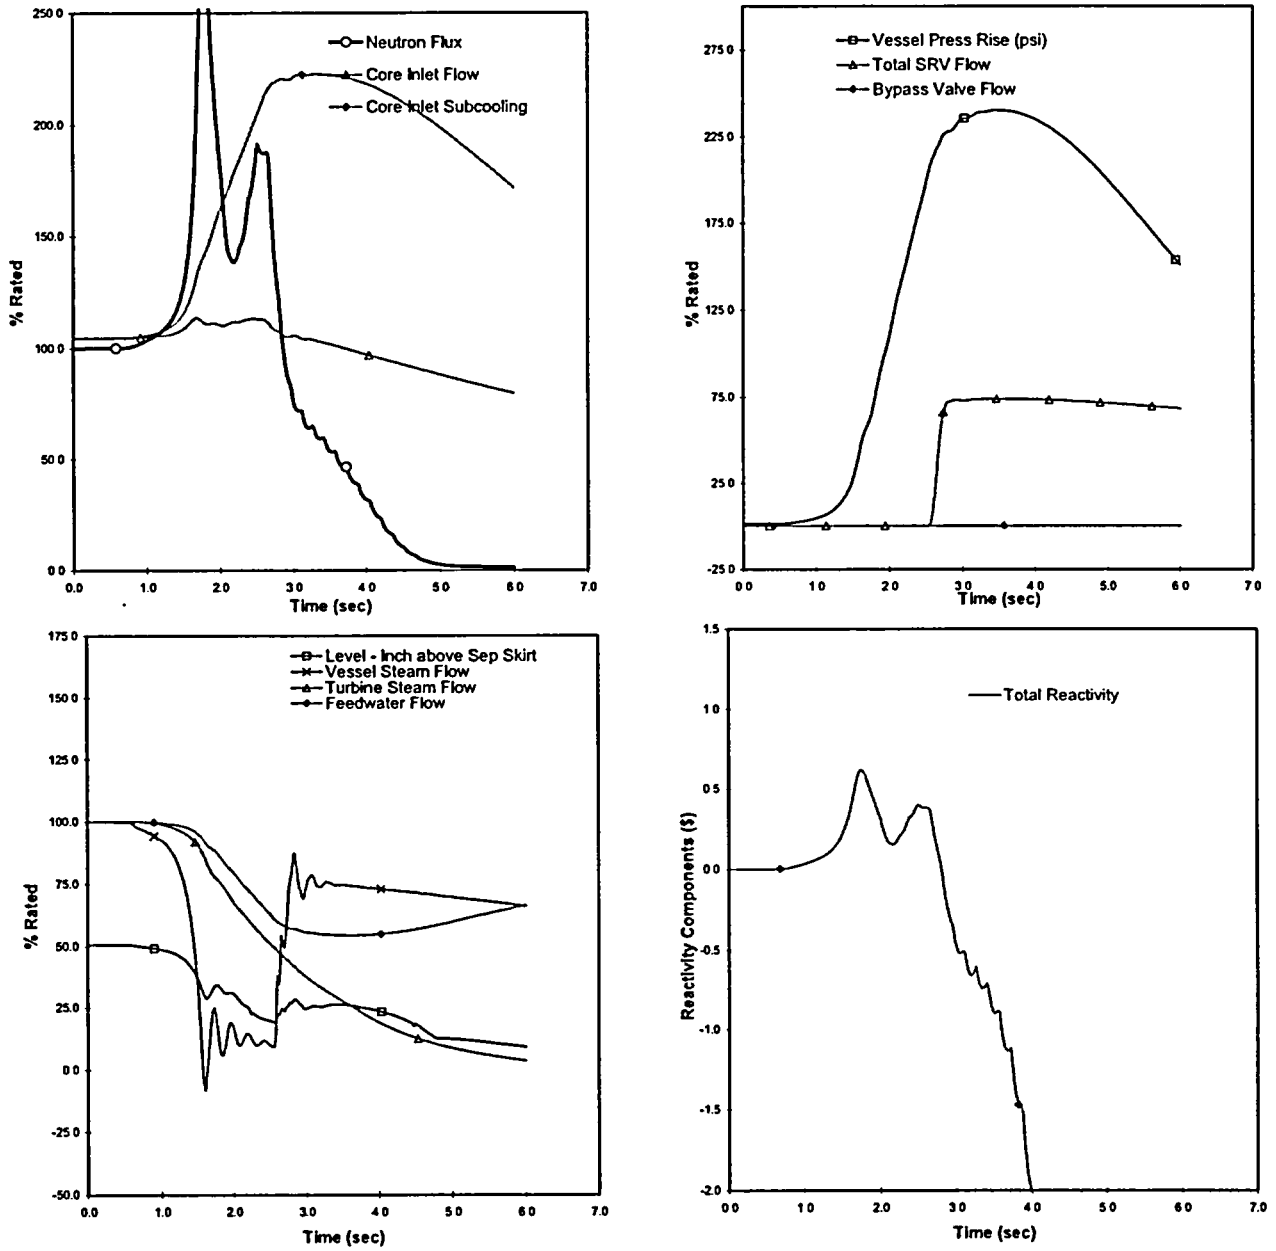 250.0
200.0
150.0
100.0
50 0
0 0
% Rated
Neutron Flux
Core Inlet Flow
Core Inlet Subcooling
0 0 1.0 2.0 3.0 4 0 5 0 6 0 7.0
Time (sec)
275 0
225.0
175.0
125.0
75.0
25 0
-25 0
% Rated
Vessel Press Rise (psi)
Total SRV Flow
Bypass Valve Flow
0 0 1 0 2.0 3.0 4.0 5.0 6 0 7.0
Time (sec)
175 0
150.0
125 0
100 0
75.0
50.0
25.0
0 0
-25 0
-50.0
% Rated
Level - Inch above Sep Skirt
Vessel Steam Flow
Turbine Steam Flow
Feedwater Flow
0 0 1.0 2.0 3.0 4 0 5.0 6.0 7.0
Time (sec)
1.5
1 0
0.5
0 0
-0.5
-1.0
-1.5
-2.0
Reactivity Components ($)
Total Reactivity
0 0 1.0 2 0 3 0 4 0 5.0 6 0 7 0
Time (sec)